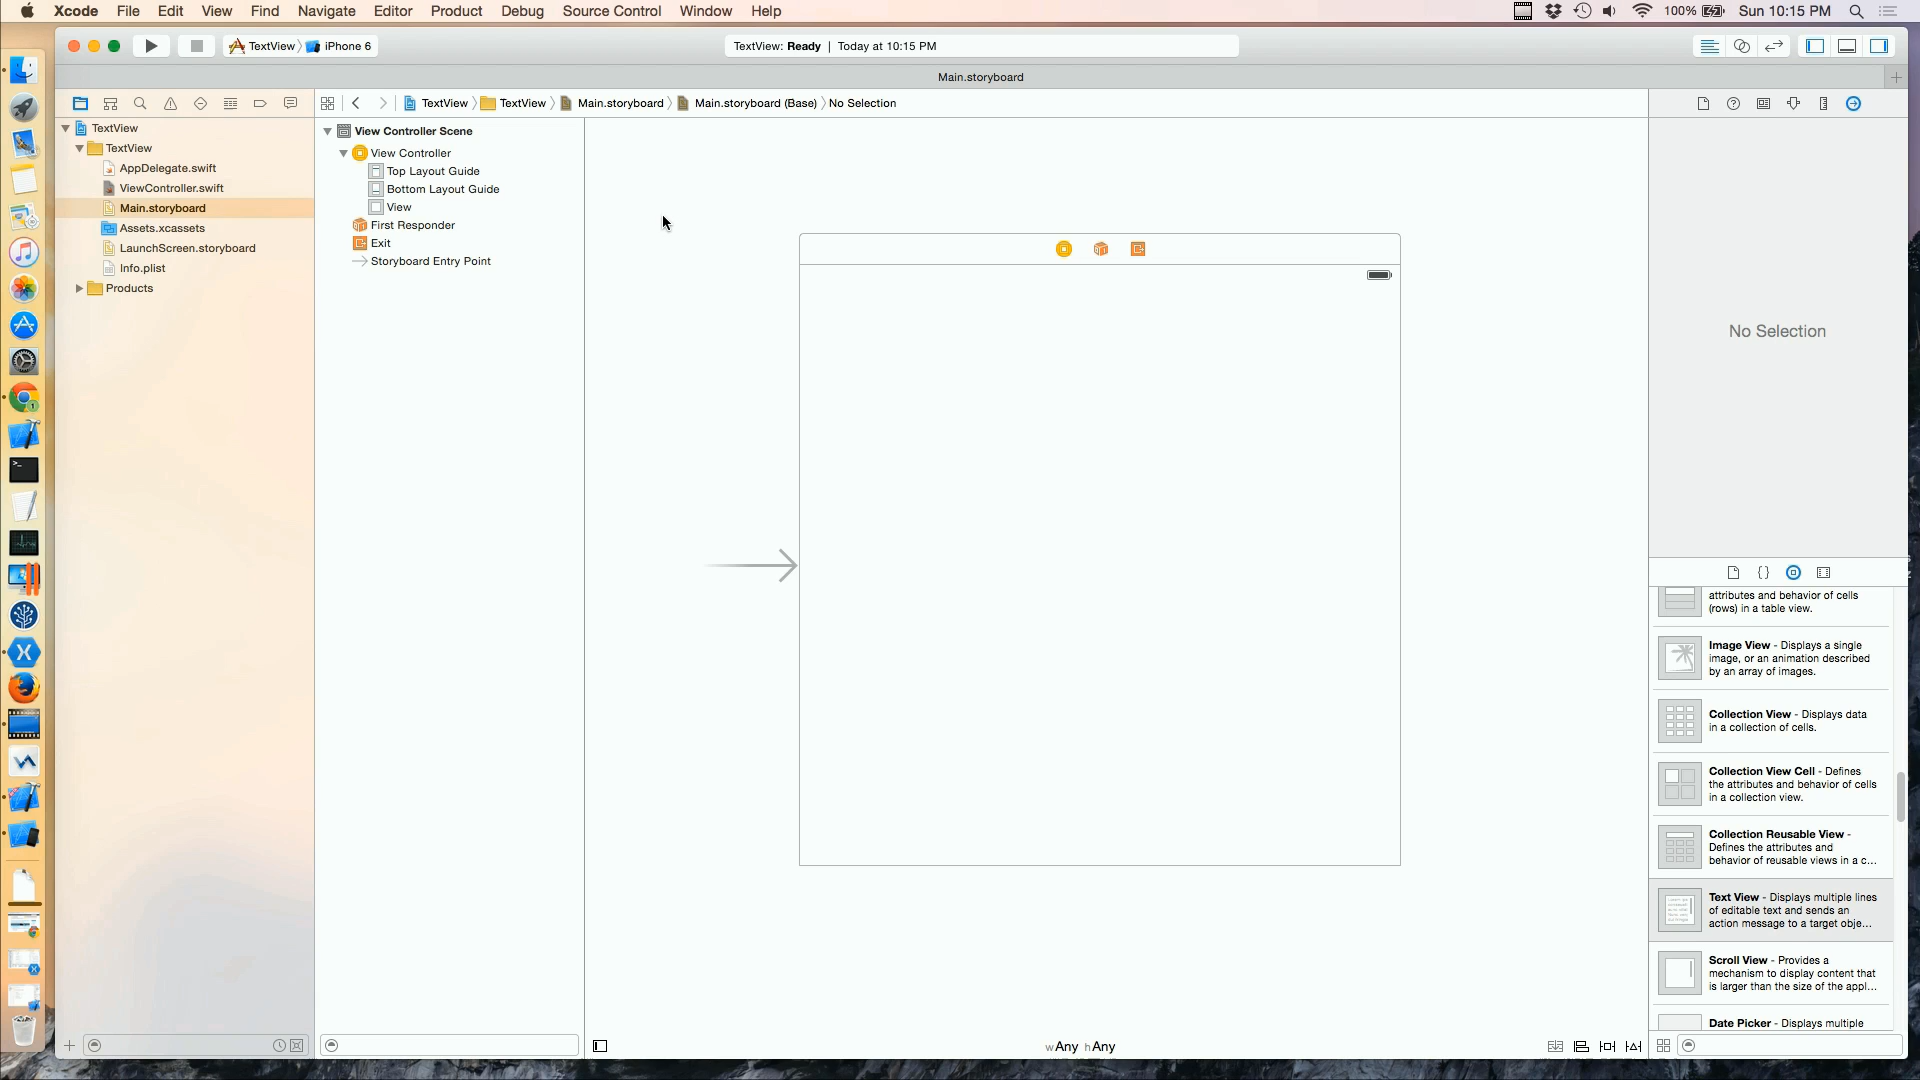 Xcode File Edit View Find Navigate Editor Product Debug Source Control Window Help 100% Sun 10:15 PM
TextView iPhone 6 TextView: Ready | Today at 10:15 PM
Main.storyboard
TextView TextView Main.storyboard Main.storyboard (Base) No Selection
TextView
TextView
AppDelegate.swift
ViewController.swift
Main.storyboard
Assets.xcassets
LaunchScreen.storyboard
Info.plist
Products
View Controller Scene
View Controller
Top Layout Guide
Bottom Layout Guide
View
First Responder
Exit
Storyboard Entry Point
No Selection
attributes and behavior of cells
(rows) in a table view.
Image View - Displays a single
image, or an animation described
by an array of images.
Collection View - Displays data
in a collection of cells.
Collection View Cell - Defines
the attributes and behavior of cells
in a collection view.
Collection Reusable View -
Defines the attributes and
behavior of reusable views in a c...
Text View - Displays multiple lines
of editable text and sends an
action message to a target obje...
Scroll View - Provides a
mechanism to display content that
is larger than the size of the appl...
Date Picker - Displays multiple
wAny hAny